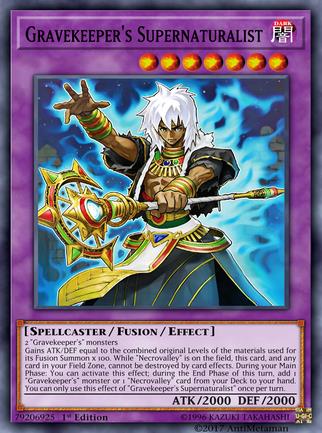 Gravekeeper's Supernaturalist
DARK
闇
[Spellcaster / Fusion / Effect]
2 "Gravekeeper's" monsters
Gains ATK/DEF equal to the combined original Levels of the materials used for
its Fusion Summon x 100. While "Necrovalley" is on the field, this card, and any
card in your Field Zone, cannot be destroyed by card effects. During your Main
Phase: You can activate this effect; during the End Phase of this turn, add 1
"Gravekeeper's" monster or 1 "Necrovalley" card from your Deck to your hand.
You can only use this effect of "Gravekeeper's Supernaturalist" once per turn.
ATK/2000 DEF/2000
79206925 1st Edition ©1996 KAZUKI TAKAHASHI
©2017 AntiMetaman